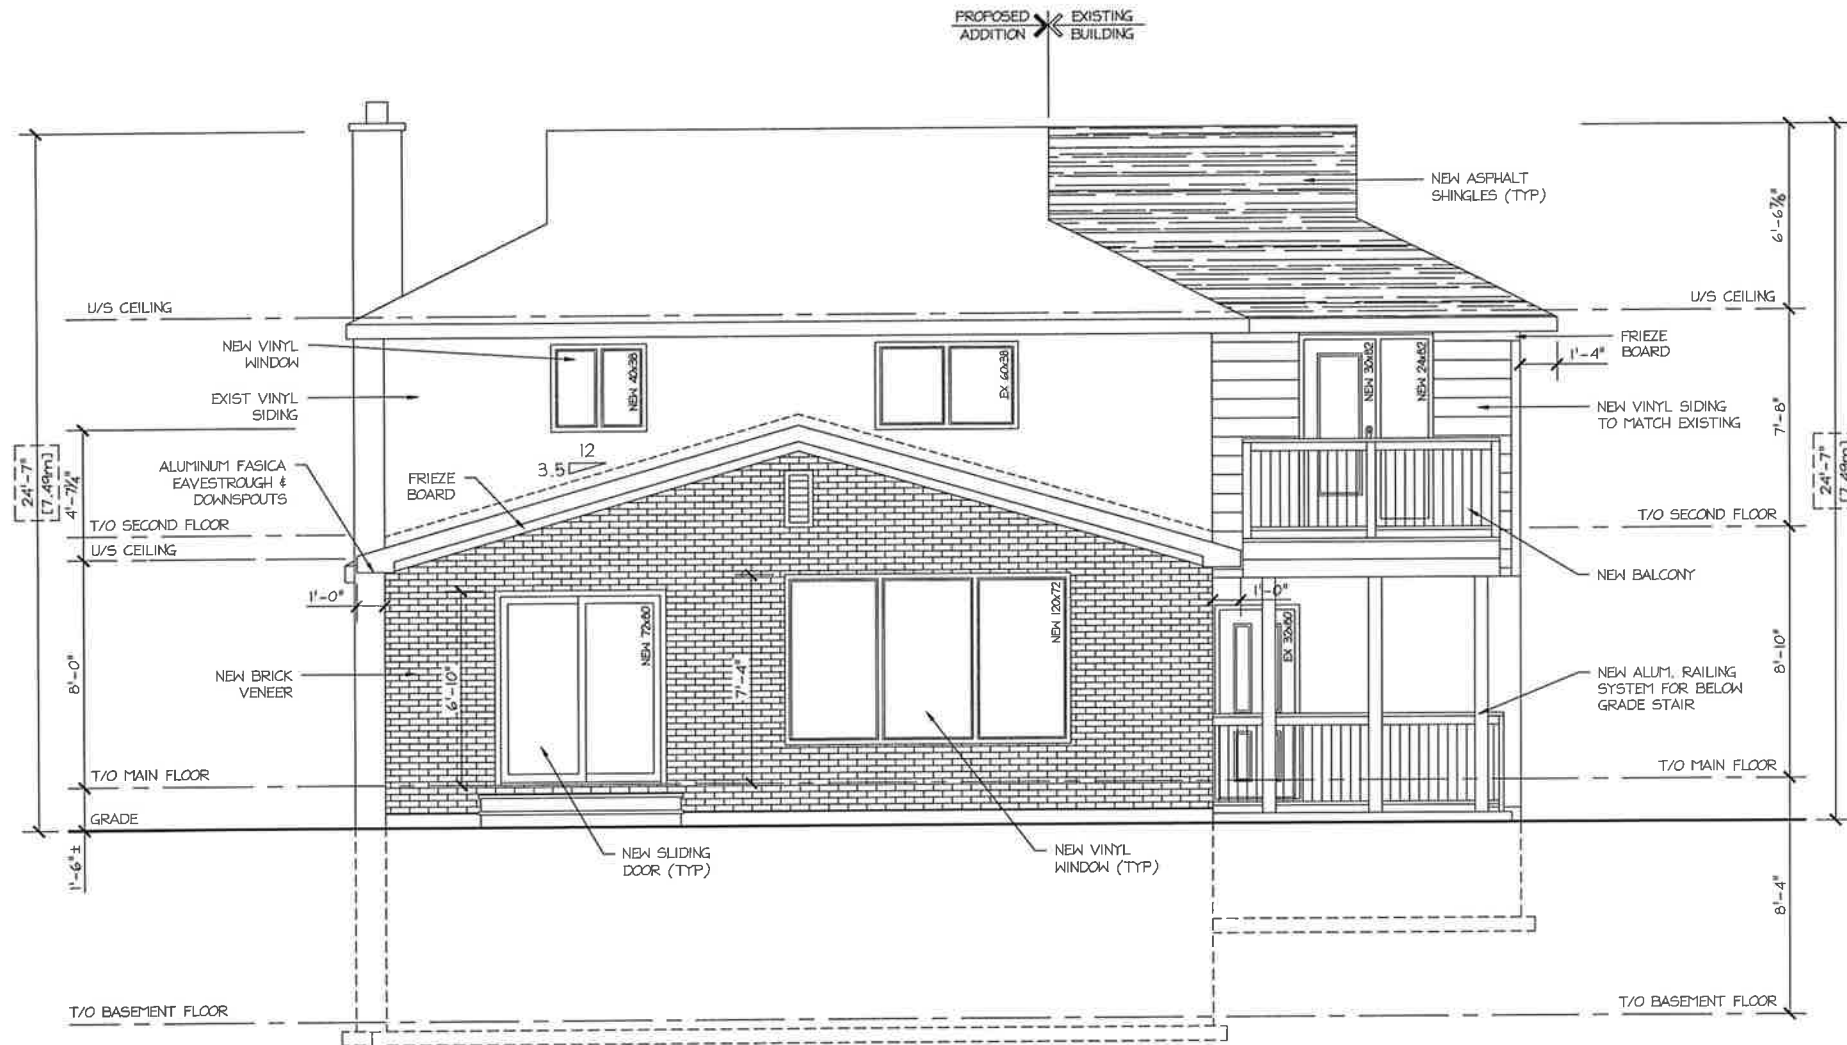 PROPOSED EXISTING
ADDITION BUILDING
NEW ASPHALT
SHINGLES (TYP)
6'-6⅞"
U/S CEILING
U/S CEILING
NEW VINYL
WINDOW
NEW 40x38
EX 60x38
NEW 30x82
NEW 24x82
FRIEZE
BOARD
1'-4"
EXIST VINYL
SIDING
NEW VINYL SIDING
TO MATCH EXISTING
7'-8"
24'-7"
[7.49m]
4'-7¼"
12
3.5
ALUMINUM FASICA
EAVESTROUGH &
DOWNSPOUTS
FRIEZE
BOARD
24'-7"
[7.49m]
T/O SECOND FLOOR
T/O SECOND FLOOR
U/S CEILING
NEW BALCONY
1'-0"
1'-0"
NEW 72x80
NEW 120x72
EX 32x80
8'-0"
6'-10"
7'-4"
8'-10"
NEW BRICK
VENEER
NEW ALUM. RAILING
SYSTEM FOR BELOW
GRADE STAIR
T/O MAIN FLOOR
T/O MAIN FLOOR
GRADE
1'-6"±
NEW SLIDING
DOOR (TYP)
NEW VINYL
WINDOW (TYP)
8'-4"
T/O BASEMENT FLOOR
T/O BASEMENT FLOOR